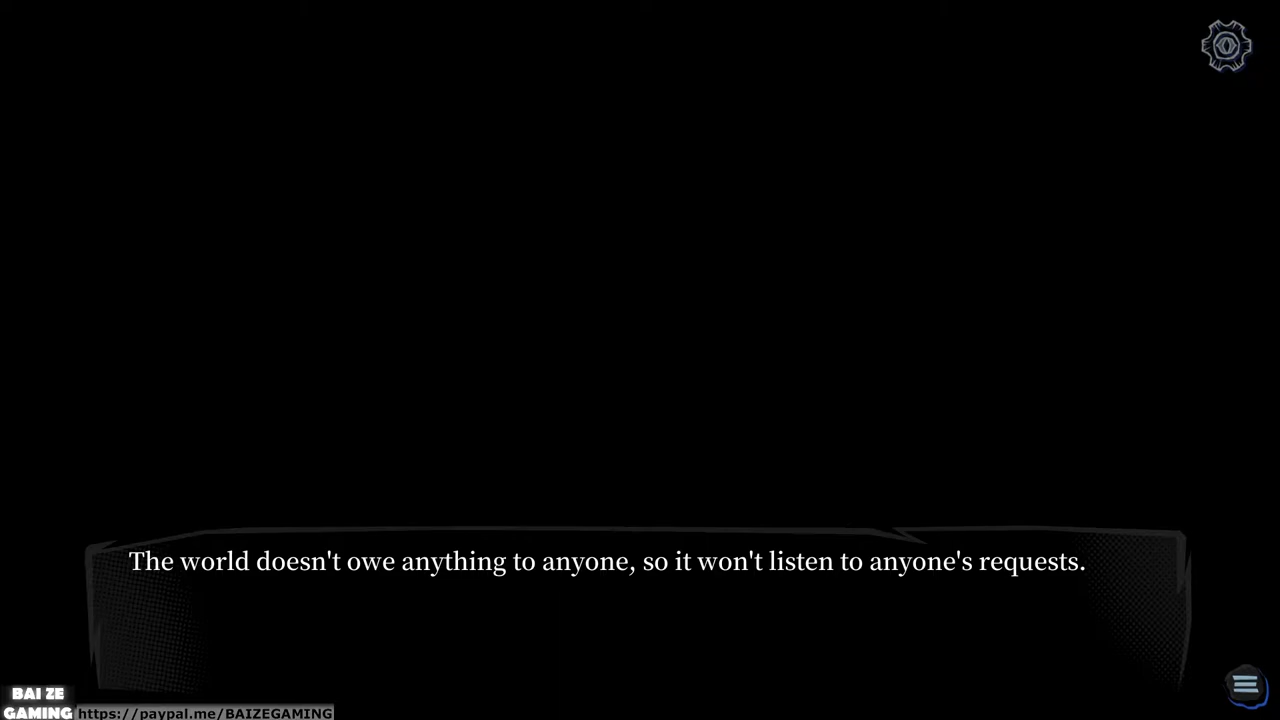 The world doesn't owe anything to anyone, so it won't listen to anyone's requests.
BAI ZE
GAMING https://paypal.me/BAIZEGAMING